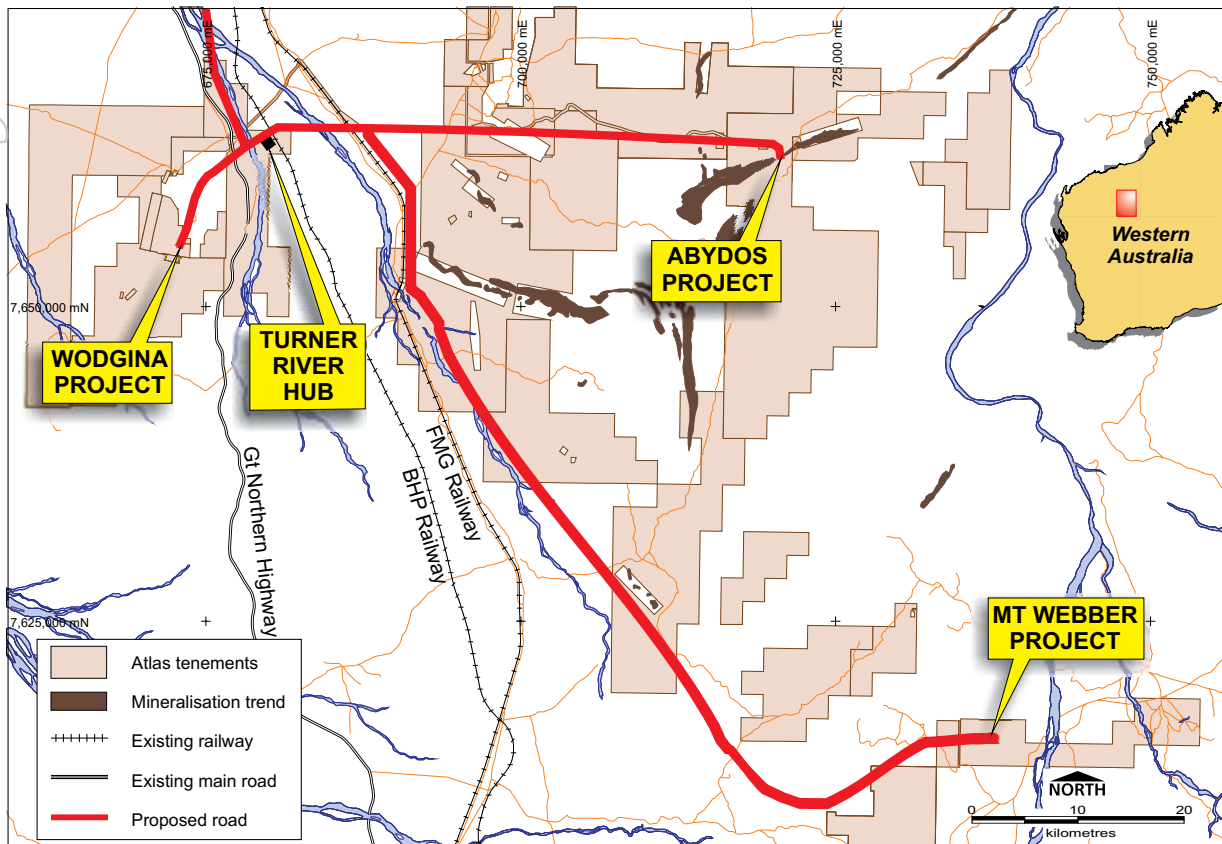 675,000 mE
700,000 mE
725,000 mE
750,000 mE
Western
Australia
ABYDOS
PROJECT
7,650,000 mN
WODGINA
PROJECT
TURNER
RIVER
HUB
Gt Northern Highway
BHP Railway
FMG Railway
7,625,000 mN
MT WEBBER
PROJECT
Atlas tenements
Mineralisation trend
Existing railway
Existing main road
Proposed road
NORTH
0 10 20
kilometres